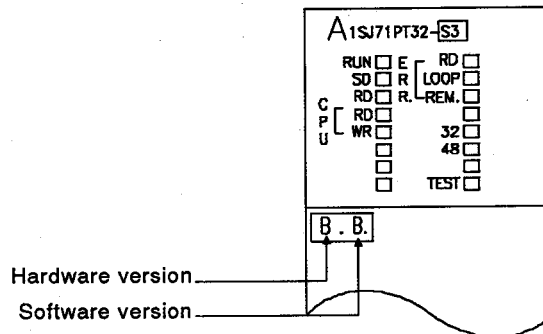 A1SJ71PT32-S3
RUN E RD
SD R LOOP
RD R. REM.
C RD
P WR 32
U 48
TEST
B . B.
Hardware version
Software version